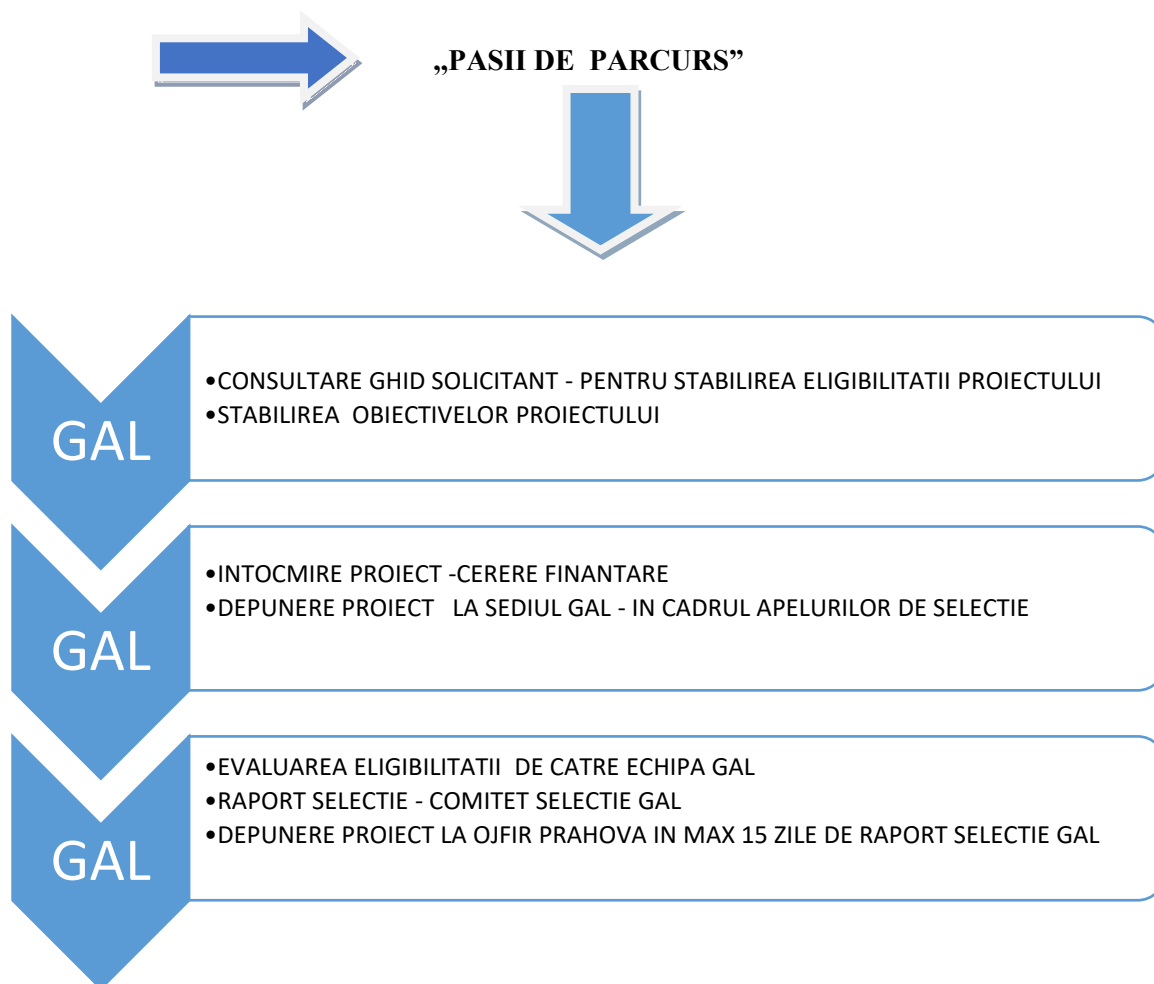 „PASII DE PARCURS”
GAL
•CONSULTARE GHID SOLICITANT - PENTRU STABILIREA ELIGIBILITATII PROIECTULUI
•STABILIREA OBIECTIVELOR PROIECTULUI
GAL
•INTOCMIRE PROIECT -CERERE FINANTARE
•DEPUNERE PROIECT LA SEDIUL GAL - IN CADRUL APELURILOR DE SELECTIE
GAL
•EVALUAREA ELIGIBILITATII DE CATRE ECHIPA GAL
•RAPORT SELECTIE - COMITET SELECTIE GAL
•DEPUNERE PROIECT LA OJFIR PRAHOVA IN MAX 15 ZILE DE RAPORT SELECTIE GAL